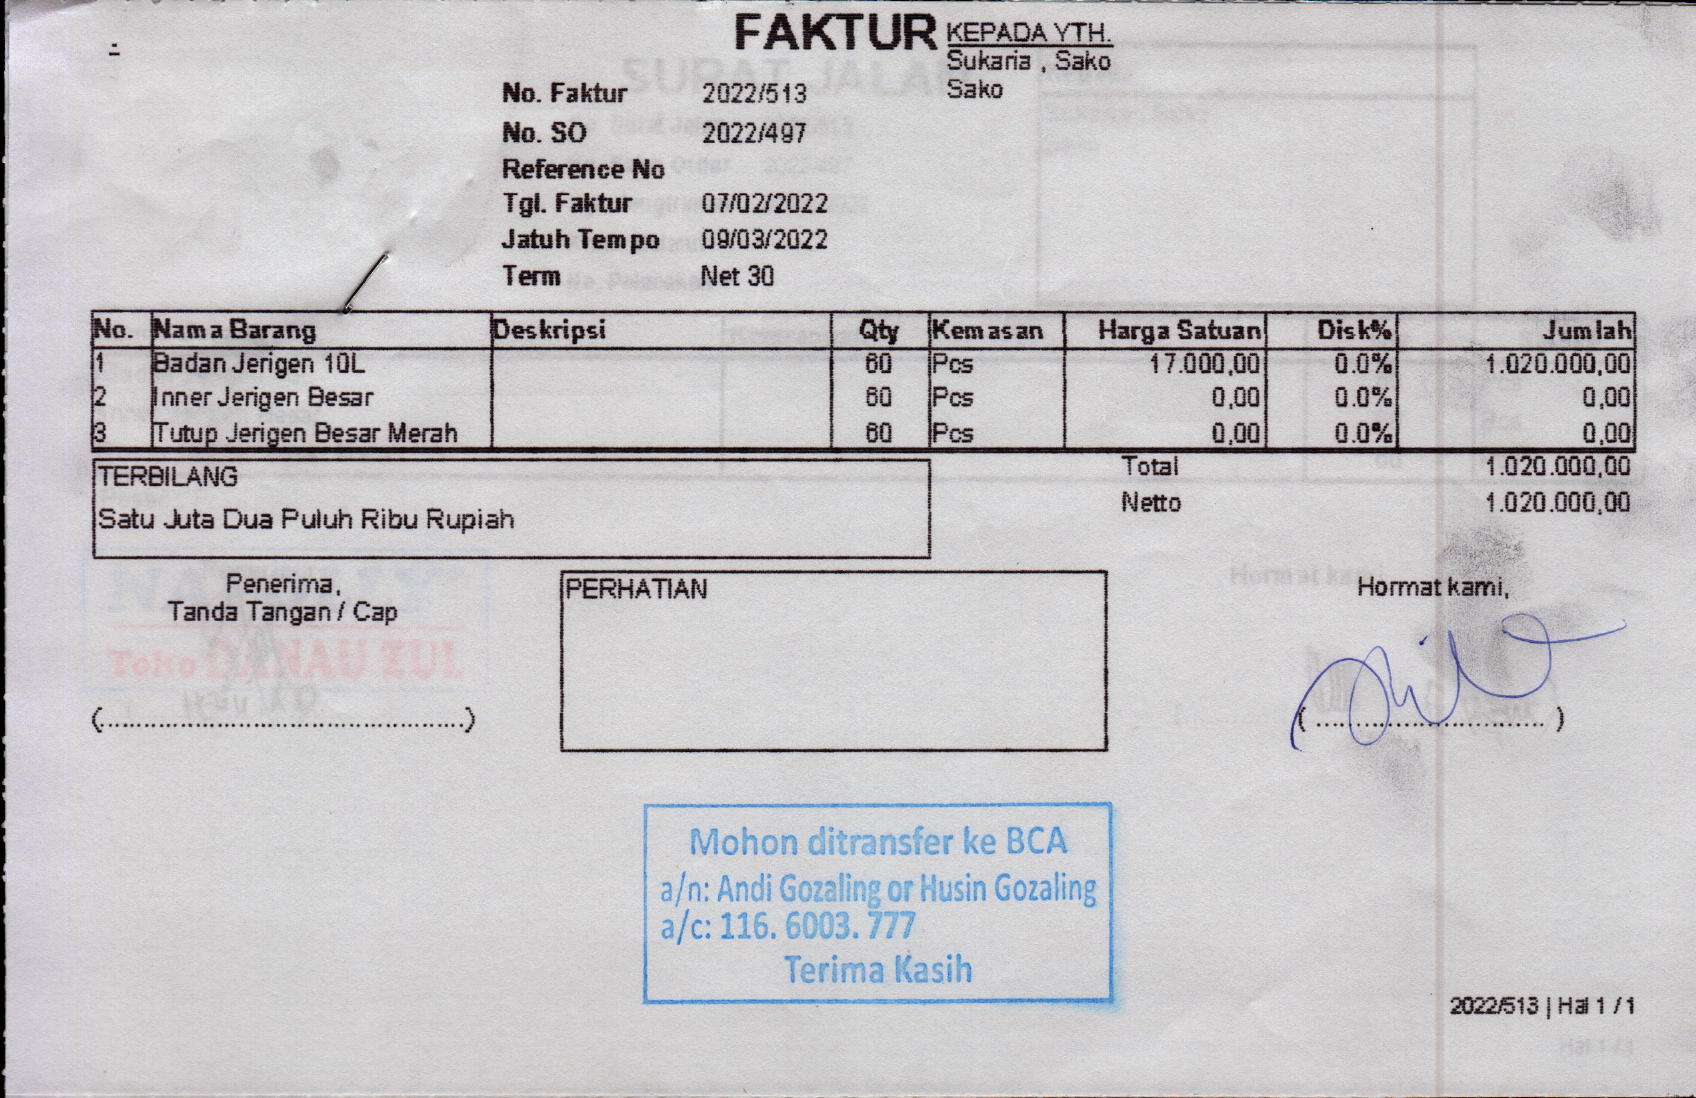 FAKTUR
KEPADA YTH.
Sukaria , Sako
Sako
No. Faktur 2022/513
No. SO 2022/497
Reference No
Tgl. Faktur 07/02/2022
Jatuh Tempo 09/03/2022
Term Net 30
No. Nama Barang Deskripsi Qty Kemasan Harga Satuan Disk% Jumlah
1 Badan Jerigen 10L 60 Pcs 17.000,00 0.0% 1.020.000,00
2 Inner Jerigen Besar 60 Pcs 0,00 0.0% 0,00
3 Tutup Jerigen Besar Merah 60 Pcs 0,00 0.0% 0,00
TERBILANG
Satu Juta Dua Puluh Ribu Rupiah
Total 1.020.000,00
Netto 1.020.000,00
Penerima,
Tanda Tangan / Cap
(........................................................)
PERHATIAN
Hormat kami,
( ................................... )
Toko DANAU ZUL
Mohon ditransfer ke BCA
a/n: Andi Gozaling or Husin Gozaling
a/c: 116. 6003. 777
Terima Kasih
2022/513 | Hal 1 / 1